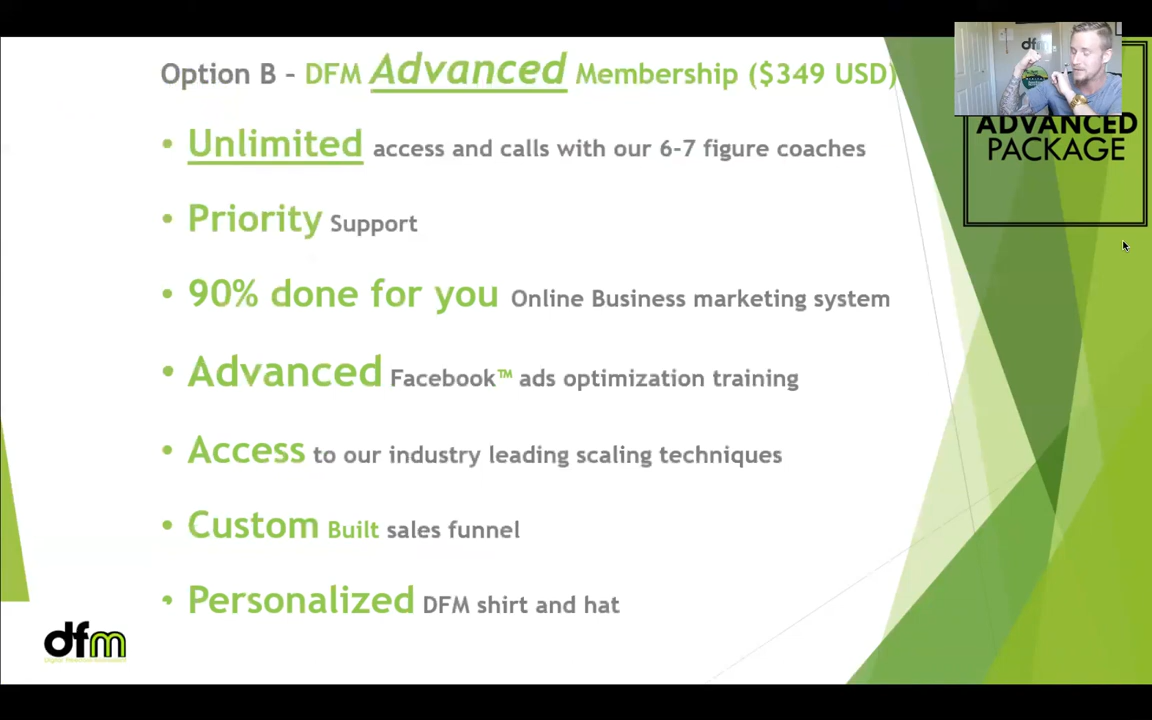 Option B – DFM Advanced Membership ($349 USD)
• Unlimited access and calls with our 6-7 figure coaches
• Priority Support
• 90% done for you Online Business marketing system
• Advanced Facebook™ ads optimization training
• Access to our industry leading scaling techniques
• Custom Built sales funnel
• Personalized DFM shirt and hat
dfm
ADVANCED
PACKAGE
dfm